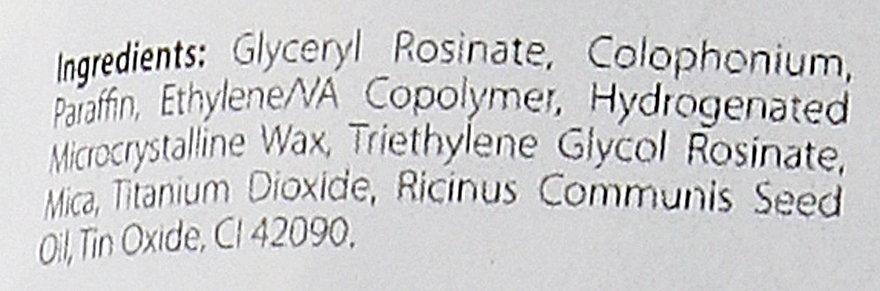 Ingredients: Glyceryl Rosinate, Colophonium,
Paraffin, Ethylene/VA Copolymer, Hydrogenated
Microcrystalline Wax, Triethylene Glycol Rosinate,
Mica, Titanium Dioxide, Ricinus Communis Seed
Oil, Tin Oxide, CI 42090.